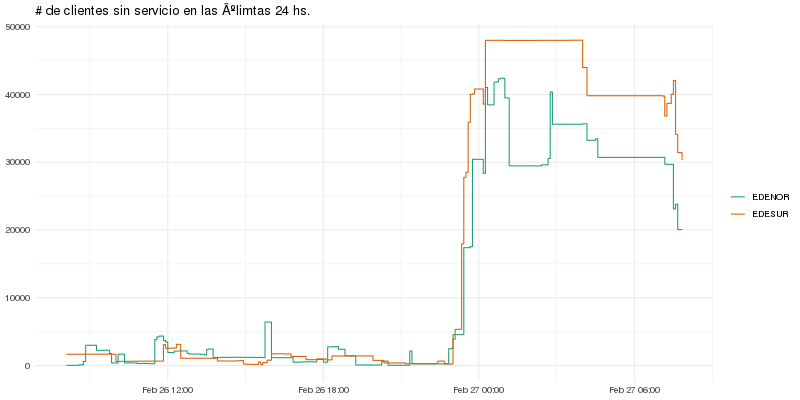 # de clientes sin servicio en las Ãºlimtas 24 hs.
50000
40000
30000
20000
10000
0
Feb 26 12:00
Feb 26 18:00
Feb 27 00:00
Feb 27 06:00
EDENOR
EDESUR